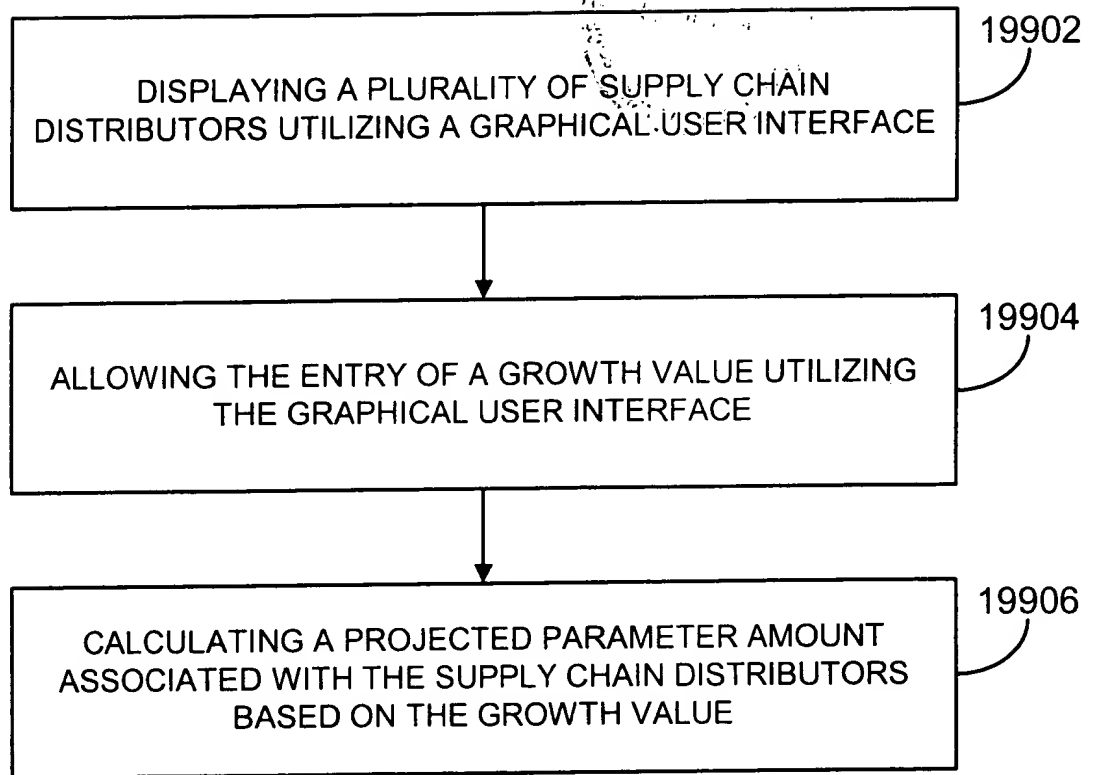 19902
DISPLAYING A PLURALITY OF SUPPLY CHAIN
DISTRIBUTORS UTILIZING A GRAPHICAL USER INTERFACE
19904
ALLOWING THE ENTRY OF A GROWTH VALUE UTILIZING
THE GRAPHICAL USER INTERFACE
19906
CALCULATING A PROJECTED PARAMETER AMOUNT
ASSOCIATED WITH THE SUPPLY CHAIN DISTRIBUTORS
BASED ON THE GROWTH VALUE